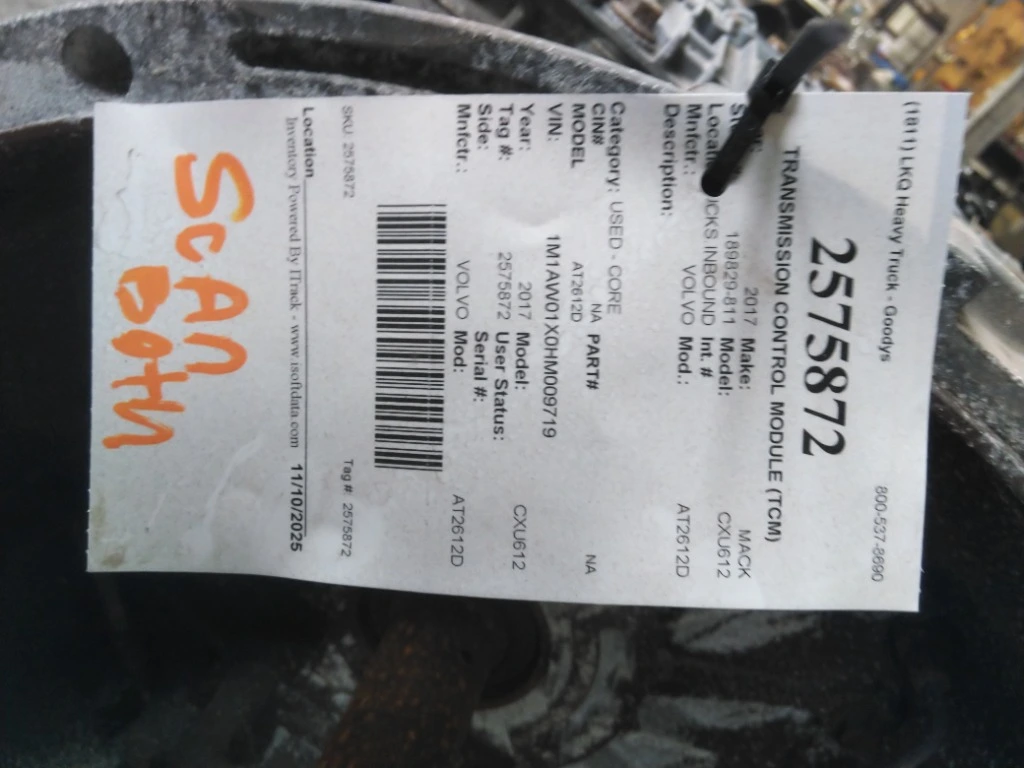 (1811) LKQ Heavy Truck - Goodys 800-537-8690
2575872
TRANSMISSION CONTROL MODULE (TCM)
2017 Make: MACK
189829-811 Model: CXU612
INBOUND Int. #
Mnfctr.: VOLVO Mod.: AT2612D
Description:
Category: USED - CORE
CIN# NA PART# NA
MODEL AT2612D
VIN: 1M1AW01X0HM009719
Year: 2017 Model: CXU612
Tag #: 2575872 User Status:
Side: Serial #:
Mnfctr.: VOLVO Mod: AT2612D
SKU: 2575872 Tag#: 2575872
Location
Inventory Powered By ITrack - www.isoftdata.com 11/10/2025
ScAn
both